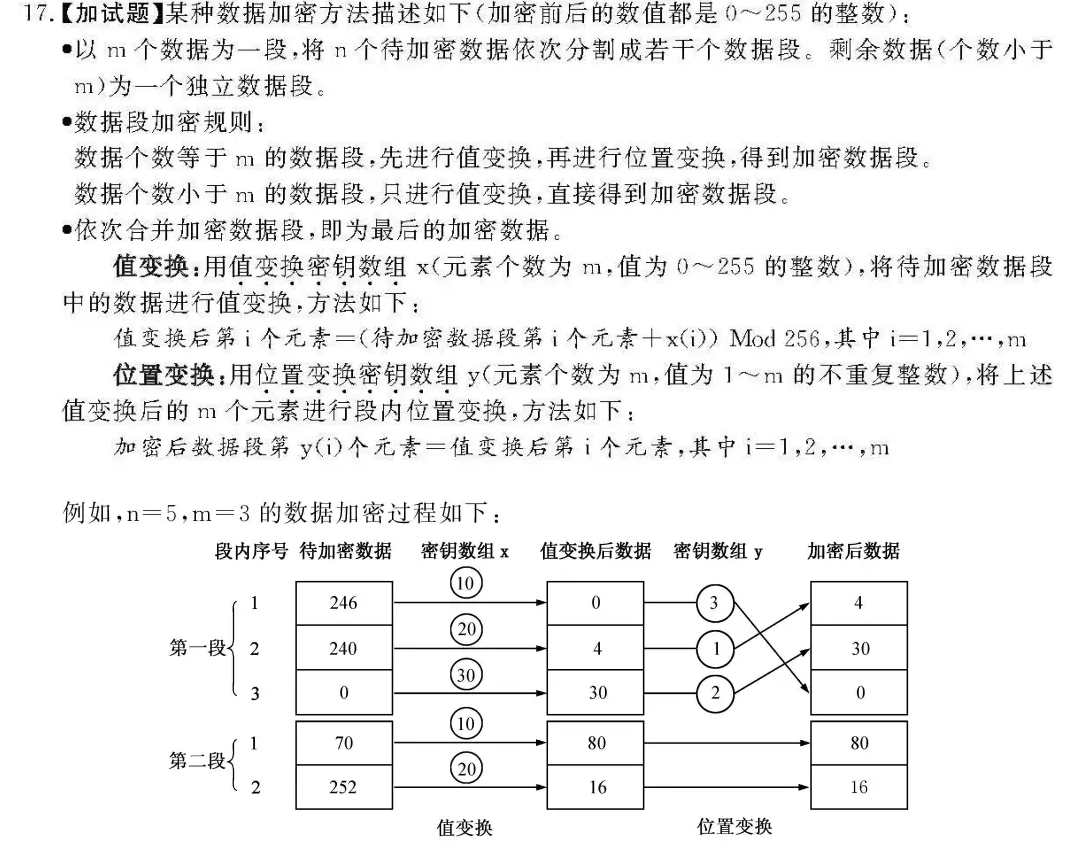 17.【加试题】某种数据加密方法描述如下(加密前后的数值都是 0～255 的整数):
•以 m 个数据为一段,将 n 个待加密数据依次分割成若干个数据段。剩余数据(个数小于
m)为一个独立数据段。
•数据段加密规则:
数据个数等于 m 的数据段,先进行值变换,再进行位置变换,得到加密数据段。
数据个数小于 m 的数据段,只进行值变换,直接得到加密数据段。
•依次合并加密数据段,即为最后的加密数据。
值变换:用值变换密钥数组 x(元素个数为 m,值为 0～255 的整数),将待加密数据段
中的数据进行值变换,方法如下:
值变换后第 i 个元素=(待加密数据段第 i 个元素+x(i)) Mod 256,其中 i=1,2,…,m
位置变换:用位置变换密钥数组 y(元素个数为 m,值为 1～m 的不重复整数),将上述
值变换后的 m 个元素进行段内位置变换,方法如下:
加密后数据段第 y(i)个元素=值变换后第 i 个元素,其中 i=1,2,…,m
例如,n=5,m=3 的数据加密过程如下:
段内序号 待加密数据 密钥数组 x 值变换后数据 密钥数组 y 加密后数据
1 246 10 0 3 4
第一段 2 240 20 4 1 30
3 0 30 30 2 0
第二段 1 70 10 80 80
2 252 20 16 16
值变换 位置变换